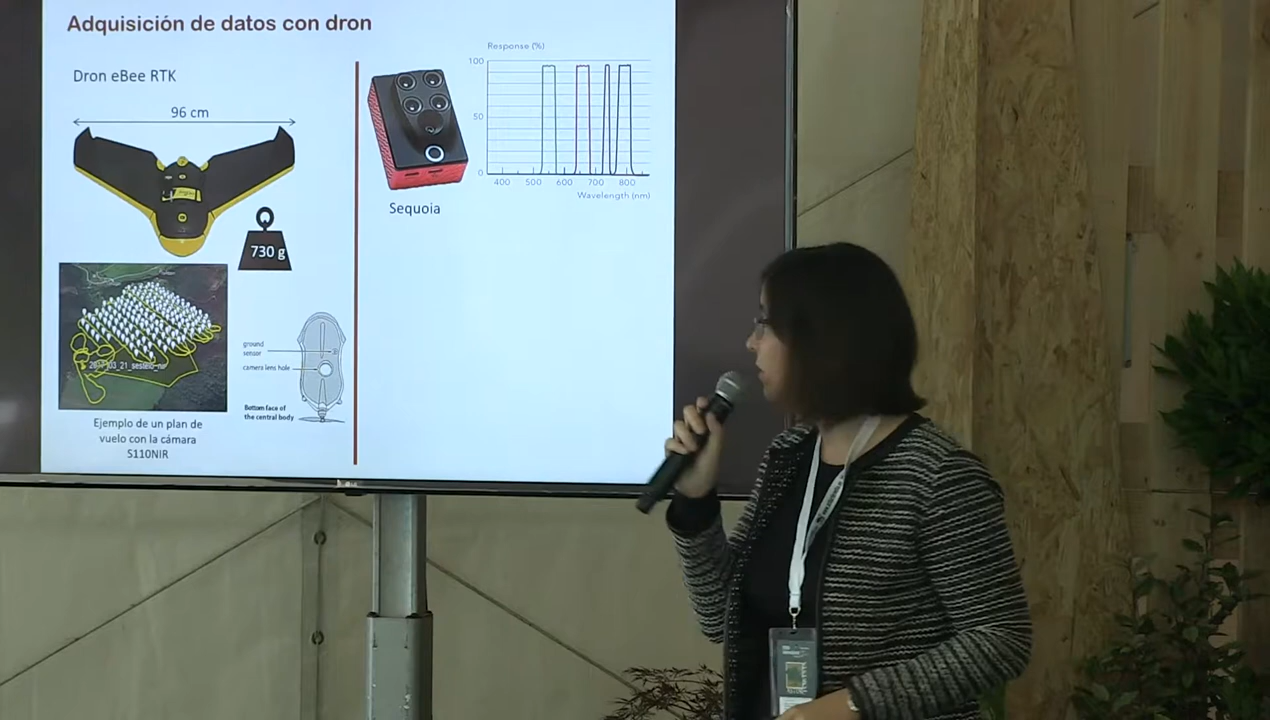 Adquisición de datos con dron
Dron eBee RTK
96 cm
730 g
ground
sensor
camera lens hole
Bottom face of
the central body
Ejemplo de un plan de
vuelo con la cámara
S110NIR
Sequoia
Response (%)
100
50
0
400 500 600 700 800
Wavelength (nm)